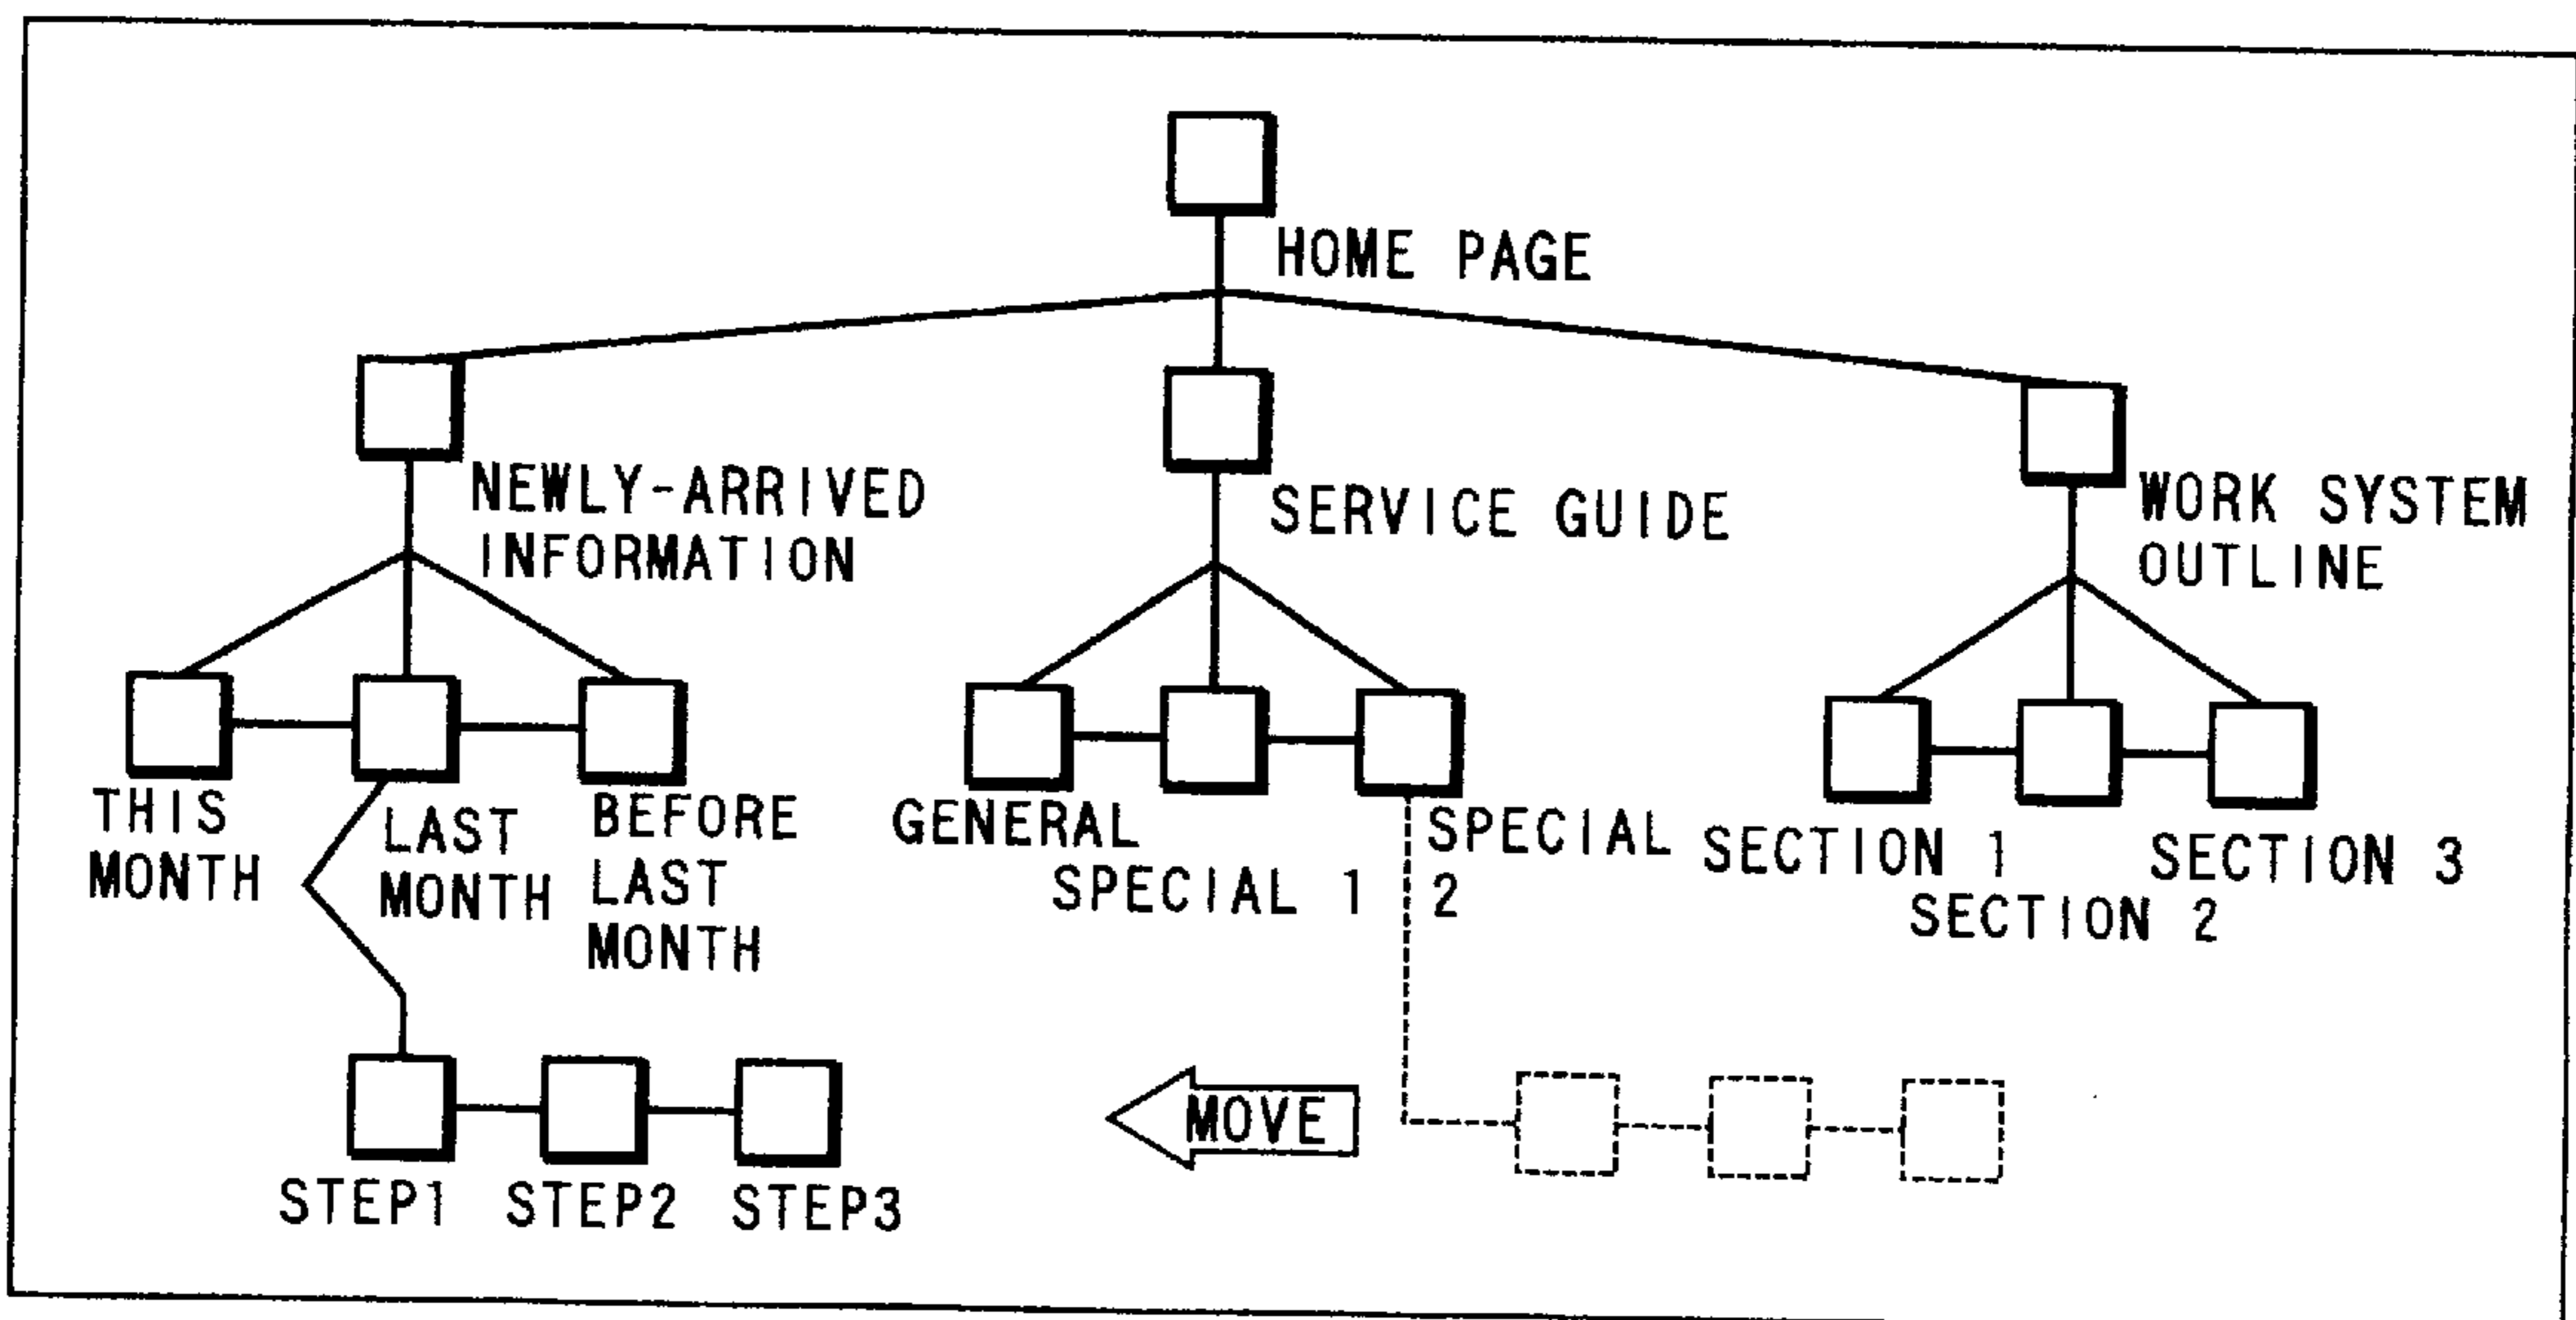 HOME PAGE
NEWLY-ARRIVED
INFORMATION
SERVICE GUIDE
WORK SYSTEM
OUTLINE
THIS
MONTH
LAST
MONTH
BEFORE
LAST
MONTH
GENERAL
SPECIAL 1
SPECIAL
2
SECTION 1
SECTION 2
SECTION 3
STEP1
STEP2
STEP3
MOVE